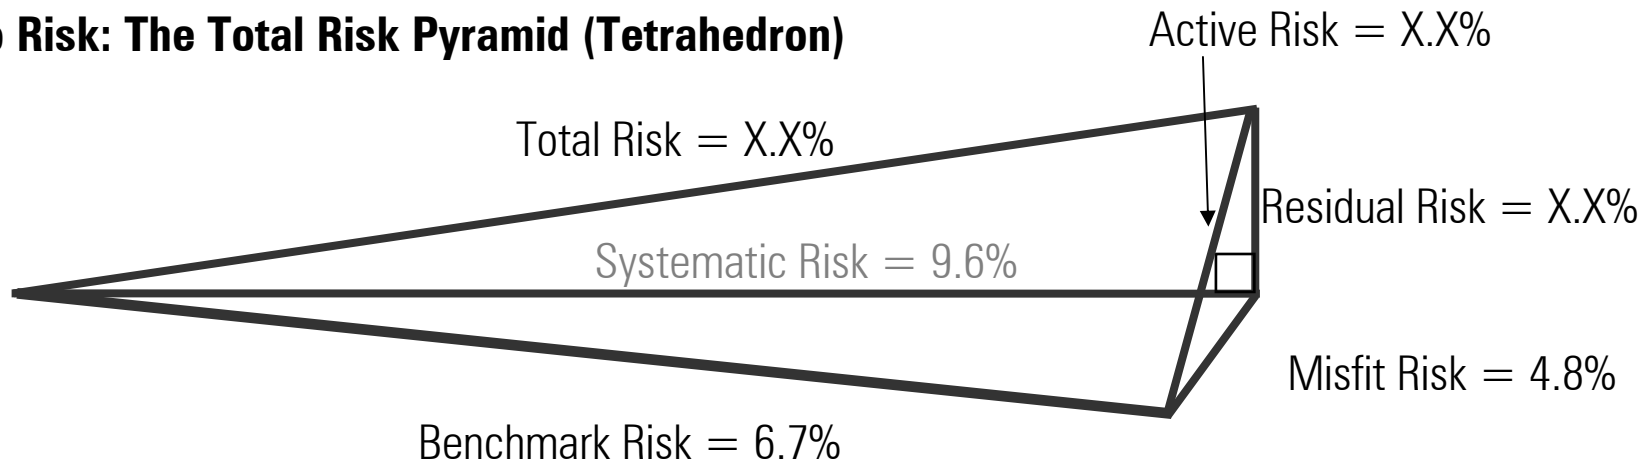 Risk: The Total Risk Pyramid (Tetrahedron)
Active Risk = X.X%
Total Risk = X.X%
Residual Risk = X.X%
Systematic Risk = 9.6%
Misfit Risk = 4.8%
Benchmark Risk = 6.7%